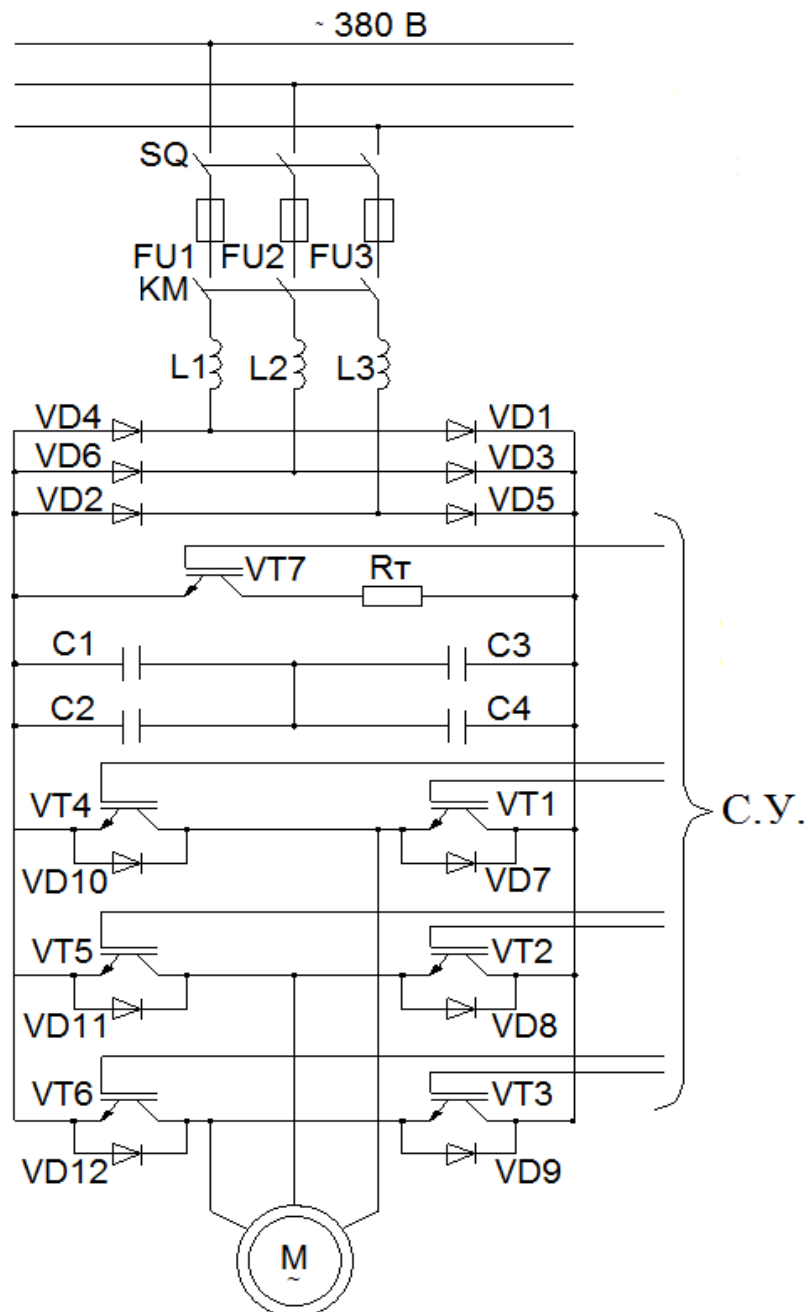 ~ 380 В
SQ
FU1 FU2 FU3
KM
L1 L2 L3
VD4 VD1
VD6 VD3
VD2 VD5
VT7 Rт
C1 C3
C2 C4
VT4 VT1
С.У.
VD10 VD7
VT5 VT2
VD11 VD8
VT6 VT3
VD12 VD9
М
~